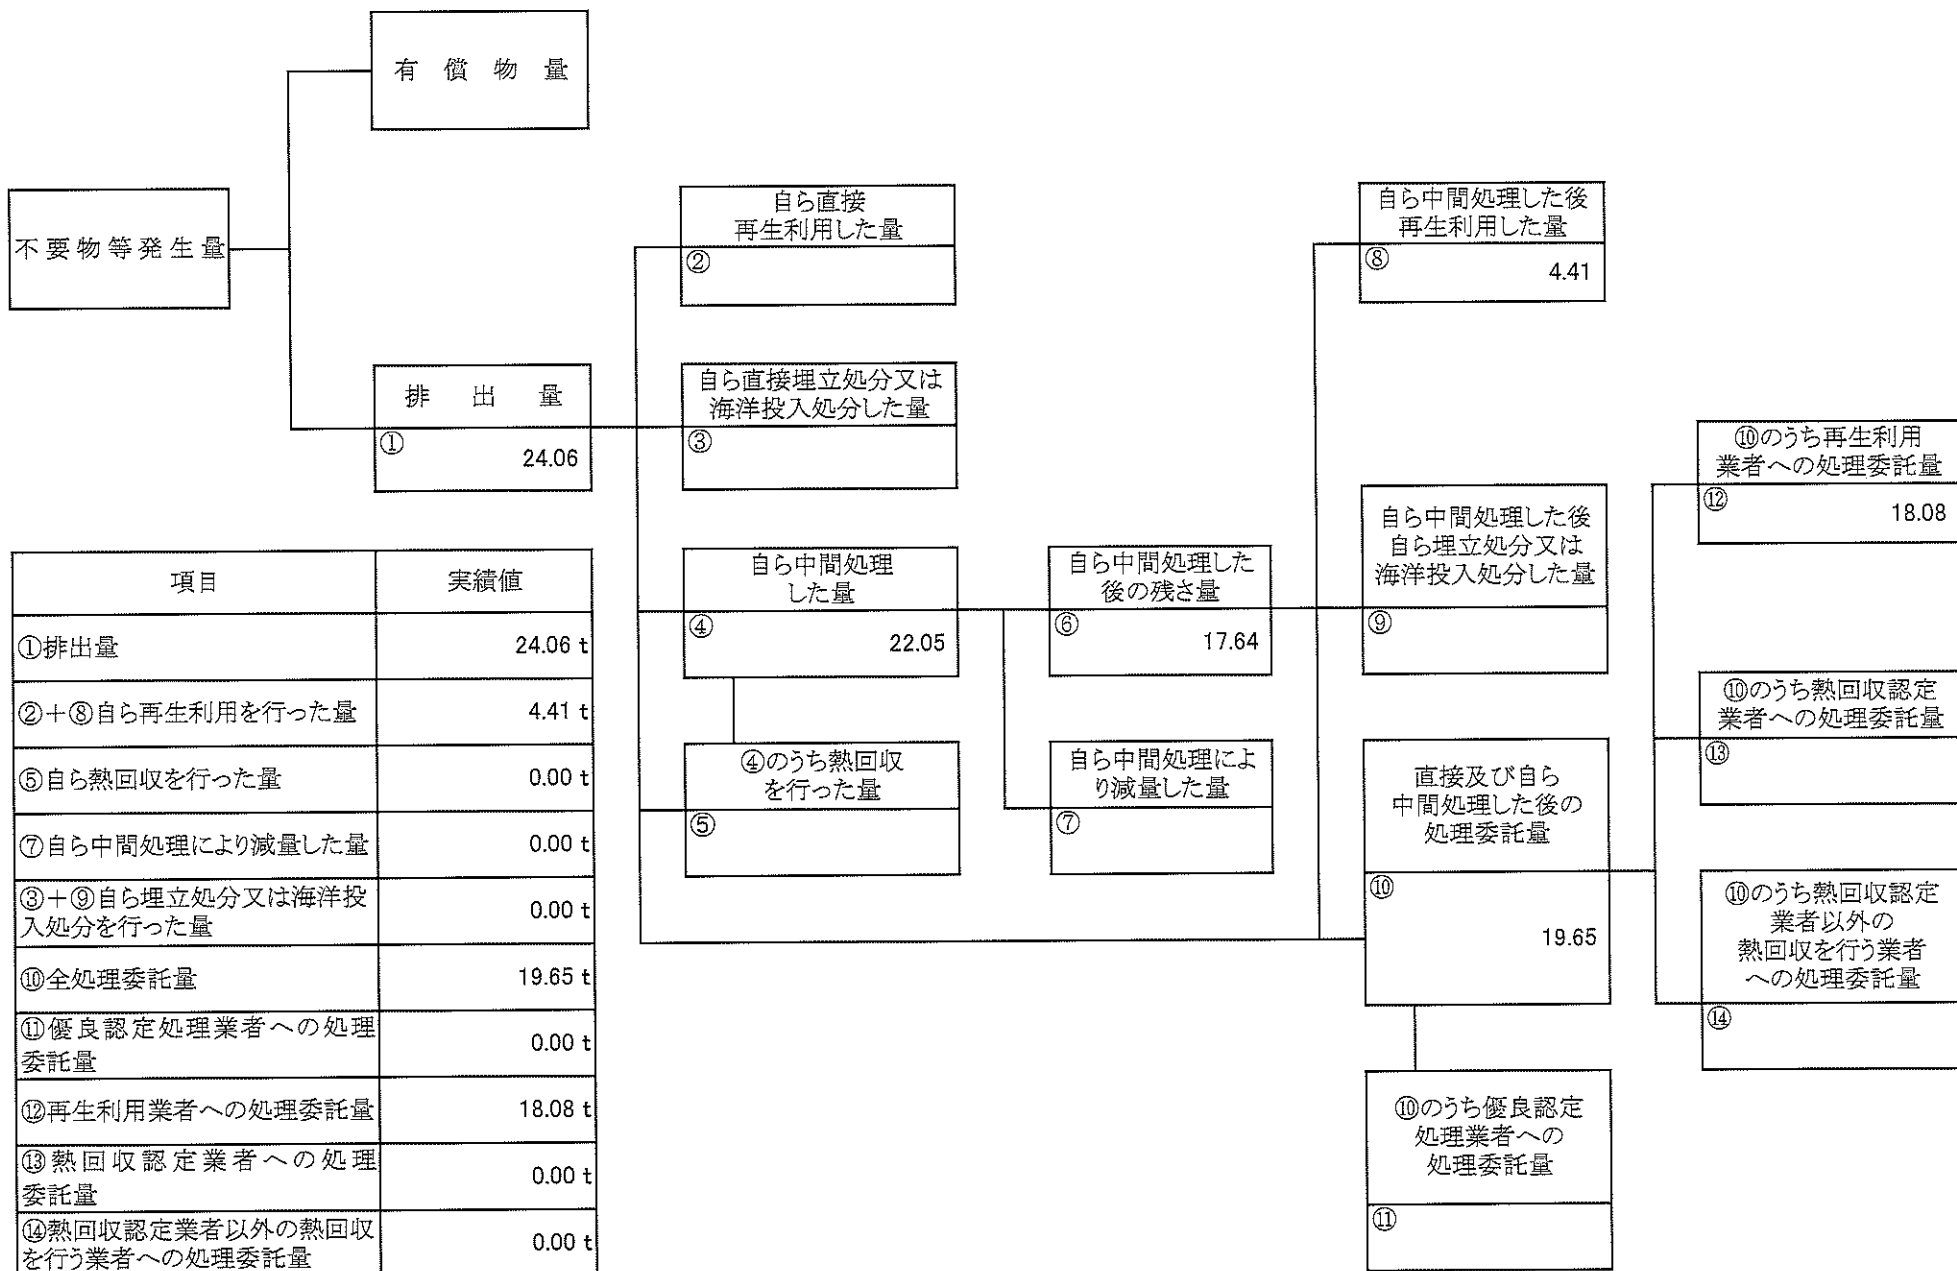 有 償 物 量
不要物等発生量
排 出 量
①
24.06
自ら直接
再生利用した量
②
自ら直接埋立処分又は
海洋投入処分した量
③
自ら中間処理
した量
④
22.05
④のうち熱回収
を行った量
⑤
自ら中間処理した
後の残さ量
⑥
17.64
自ら中間処理によ
り減量した量
⑦
自ら中間処理した後
再生利用した量
⑧
4.41
自ら中間処理した後
自ら埋立処分又は
海洋投入処分した量
⑨
直接及び自ら
中間処理した後の
処理委託量
⑩
19.65
⑩のうち優良認定
処理業者への
処理委託量
⑪
⑩のうち再生利用
業者への処理委託量
⑫
18.08
⑩のうち熱回収認定
業者への処理委託量
⑬
⑩のうち熱回収認定
業者以外の
熱回収を行う業者
への処理委託量
⑭
項目 実績値
①排出量 24.06 t
②＋⑧自ら再生利用を行った量 4.41 t
⑤自ら熱回収を行った量 0.00 t
⑦自ら中間処理により減量した量 0.00 t
③＋⑨自ら埋立処分又は海洋投
入処分を行った量 0.00 t
⑩全処理委託量 19.65 t
⑪優良認定処理業者への処理
委託量 0.00 t
⑫再生利用業者への処理委託量 18.08 t
⑬熱回収認定業者への処理
委託量 0.00 t
⑭熱回収認定業者以外の熱回収
を行う業者への処理委託量 0.00 t